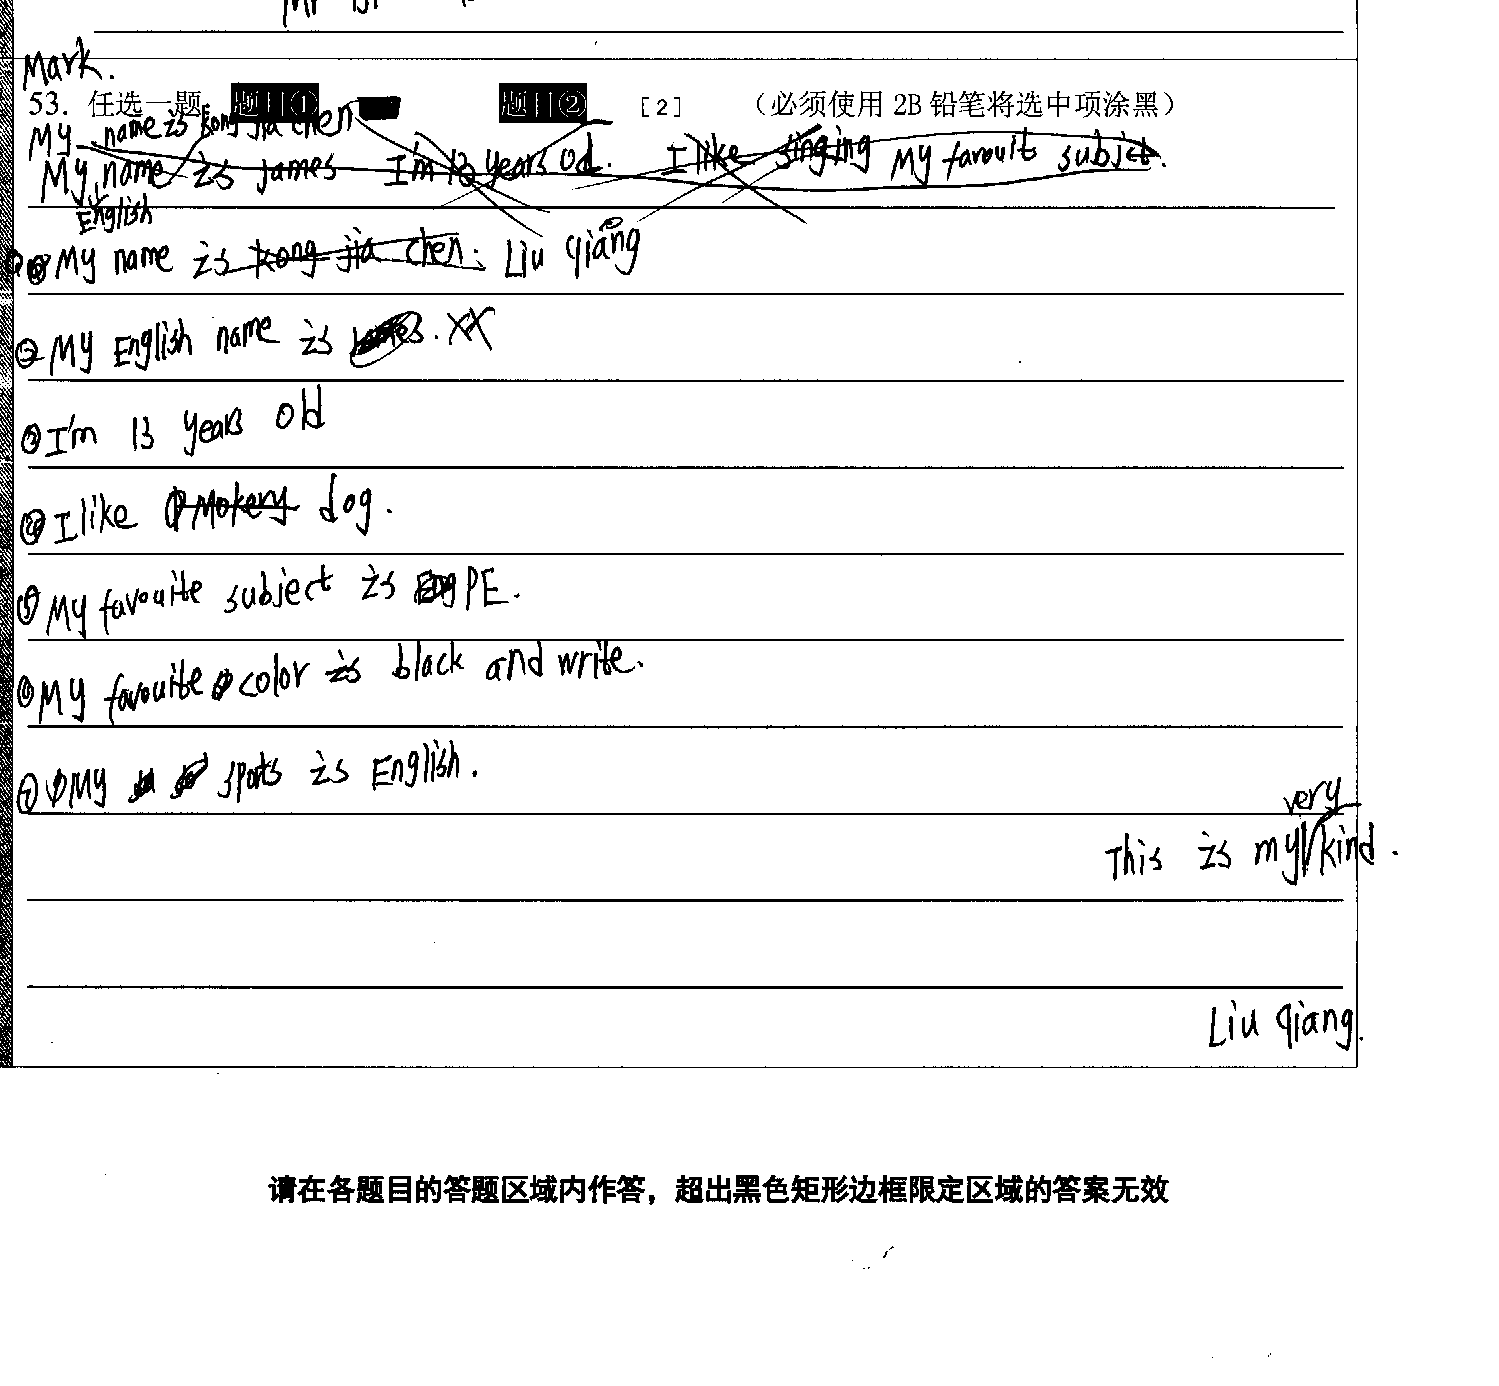 Mark.
53. 任选一题 题目① 题目② [2] （必须使用 2B 铅笔将选中项涂黑）
My name is kong jia chen
My name is james I'm 13 years od. I like singing My favouit subject.
English
My name is kong jia chen. Liu qiang
② My English name is XX
③ I'm 13 years old
④ I like Mokery dog.
⑤ My favouite subject is Eng PE.
⑥ My favouite color is black and write.
⑦ My sports is English.
very
This is my kind.
Liu qiang.
请在各题目的答题区域内作答，超出黑色矩形边框限定区域的答案无效